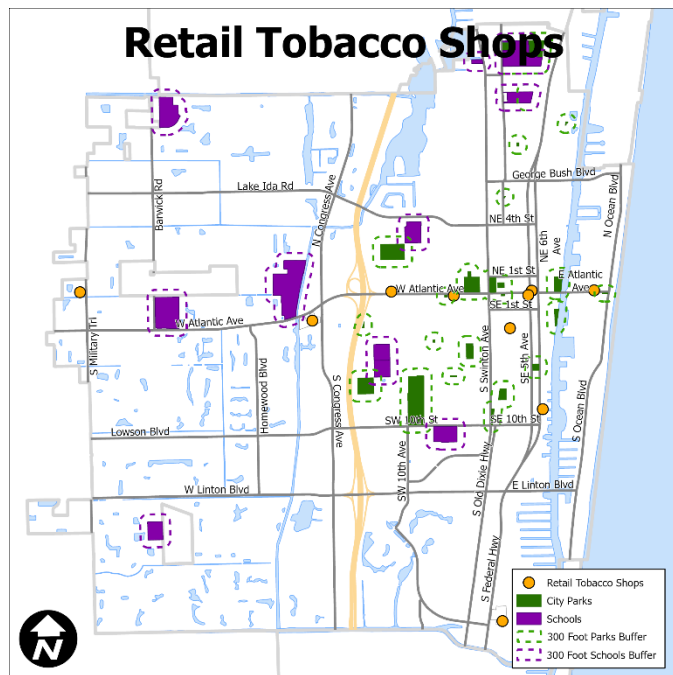 Retail Tobacco Shops
George Bush Blvd
Lake Ida Rd
Barwick Rd
N Congress Ave
N Ocean Blvd
NE 4th St
NE 6th
Ave
NE 1st St
Atlantic
Ave
W Atlantic Ave
SE 1st St
W Atlantic Ave
S Military Trl
Homewood Blvd
S Congress Ave
S Swinton Ave
SE 5th Ave
S Ocean Blvd
SW 10th St
SE 10th St
Lowson Blvd
SW 10th Ave
S Old Dixie Hwy
W Linton Blvd
E Linton Blvd
S Federal Hwy
Retail Tobacco Shops
City Parks
Schools
300 Foot Parks Buffer
300 Foot Schools Buffer
N